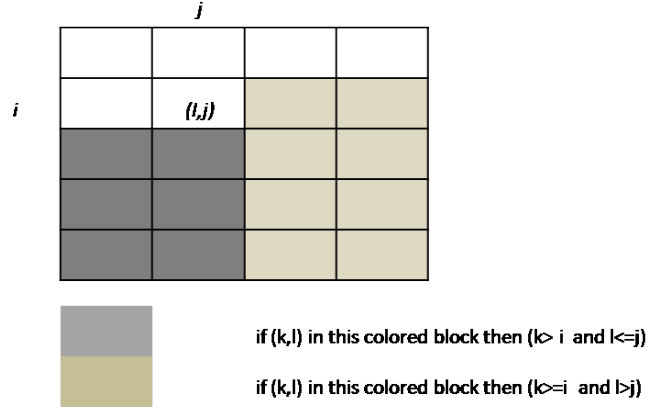 j
i
(I,j)
if (k,l) in this colored block then (k> i and l<=j)
if (k,l) in this colored block then (k>=i and l>j)